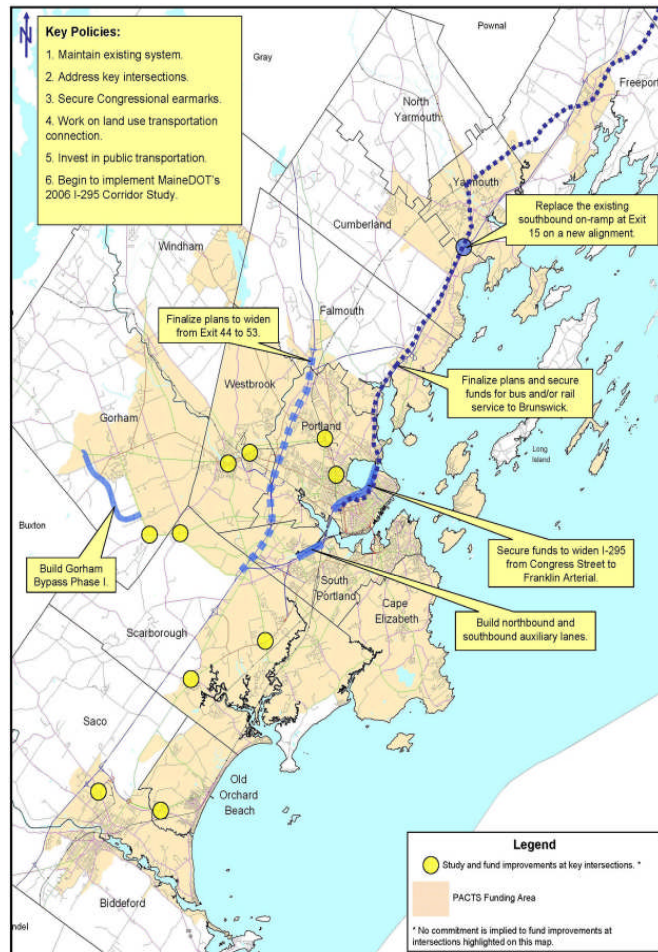 N
Key Policies:
1. Maintain existing system.
2. Address key intersections.
3. Secure Congressional earmarks.
4. Work on land use transportation
connection.
5. Invest in public transportation.
6. Begin to implement MaineDOT's
2006 I-295 Corridor Study.
Pownal
Gray
Freeport
North
Yarmouth
Yarmouth
Cumberland
Replace the existing
southbound on-ramp at Exit
15 on a new alignment.
Windham
Falmouth
Finalize plans to widen
from Exit 44 to 53.
Westbrook
Finalize plans and secure
funds for bus and/or rail
service to Brunswick.
Gorham
Portland
Long
Island
Buxton
Build Gorham
Bypass Phase I.
Secure funds to widen I-295
from Congress Street to
Franklin Arterial.
South
Portland
Cape
Elizabeth
Build northbound and
southbound auxiliary lanes.
Scarborough
Saco
Old
Orchard
Beach
Biddeford
Legend
Study and fund improvements at key intersections. *
PACTS Funding Area
* No commitment is implied to fund improvements at
intersections highlighted on this map.